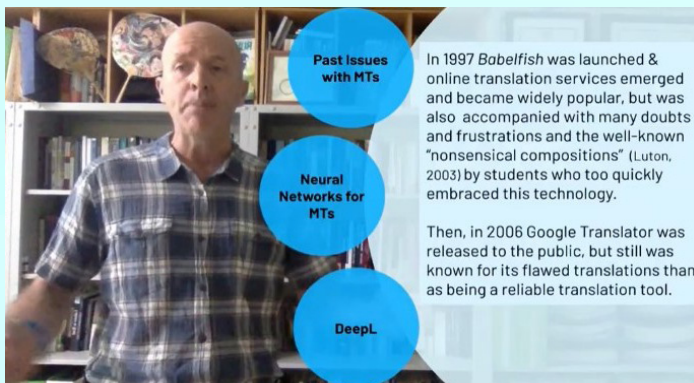 Past Issues
with MTs
Neural
Networks for
MTs
DeepL
In 1997 Babelfish was launched &
online translation services emerged
and became widely popular, but was
also accompanied with many doubts
and frustrations and the well-known
“nonsensical compositions” (Luton,
2003) by students who too quickly
embraced this technology.
Then, in 2006 Google Translator was
released to the public, but still was
known for its flawed translations than
as being a reliable translation tool.